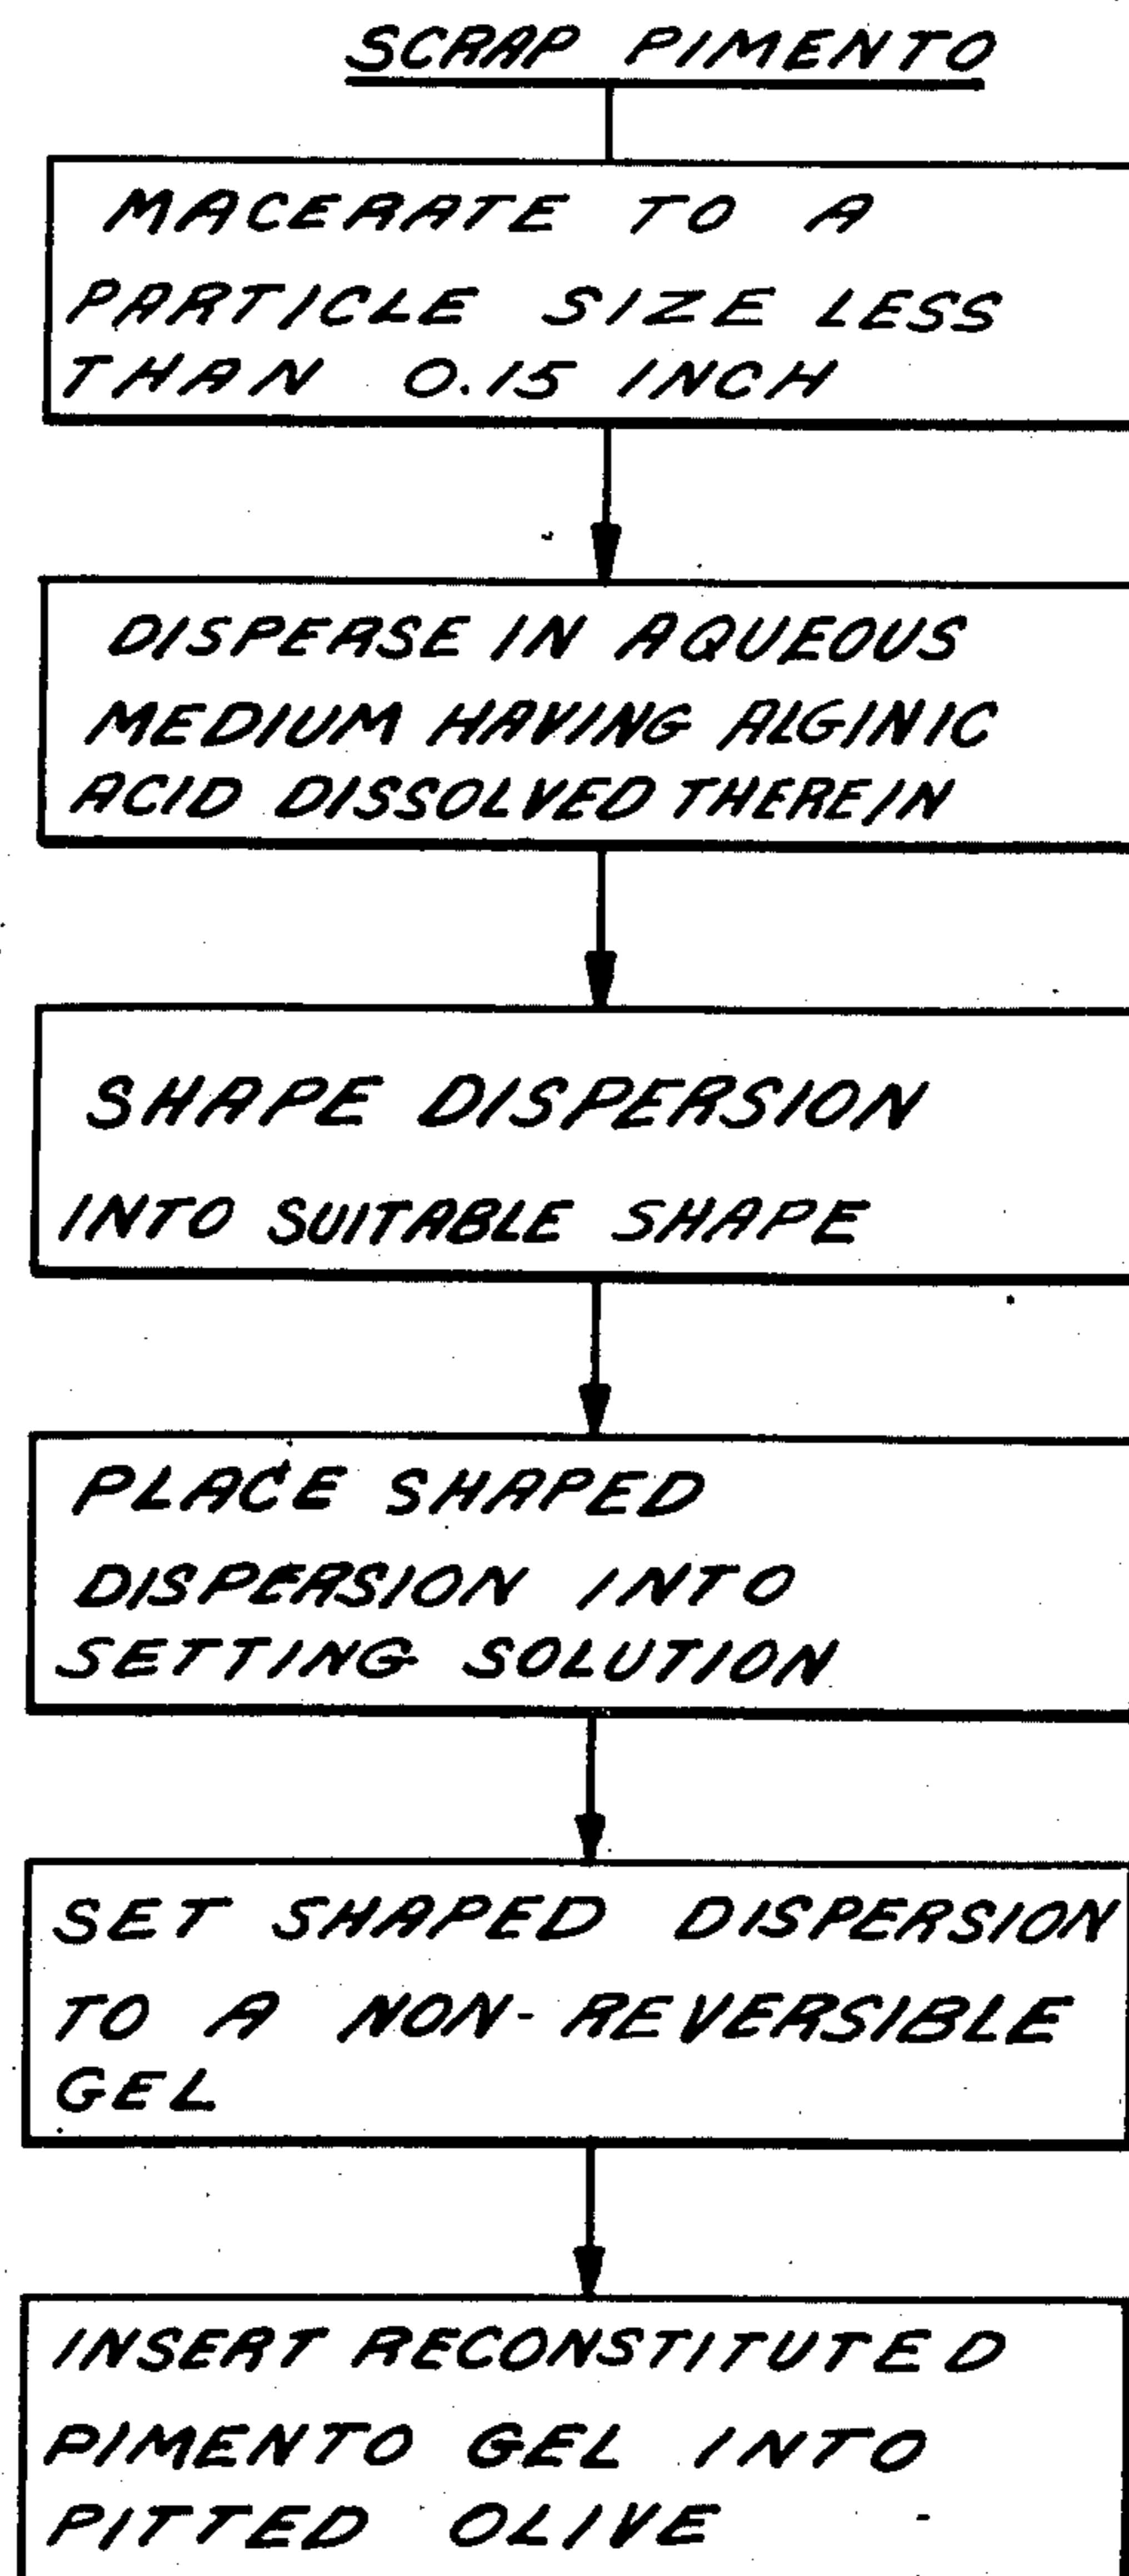 SCRAP PIMENTO
MACERATE TO A
PARTICLE SIZE LESS
THAN 0.15 INCH
DISPERSE IN AQUEOUS
MEDIUM HAVING ALGINIC
ACID DISSOLVED THEREIN
SHAPE DISPERSION
INTO SUITABLE SHAPE
PLACE SHAPED
DISPERSION INTO
SETTING SOLUTION
SET SHAPED DISPERSION
TO A NON-REVERSIBLE
GEL
INSERT RECONSTITUTED
PIMENTO GEL INTO
PITTED OLIVE